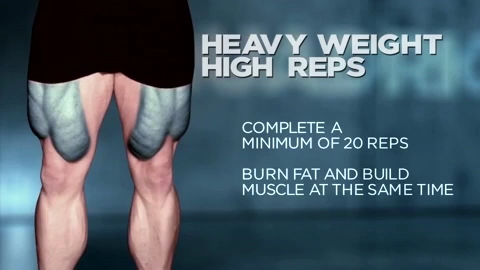 HEAVY WEIGHT
HIGH REPS
COMPLETE A
MINIMUM OF 20 REPS
BURN FAT AND BUILD
MUSCLE AT THE SAME TIME